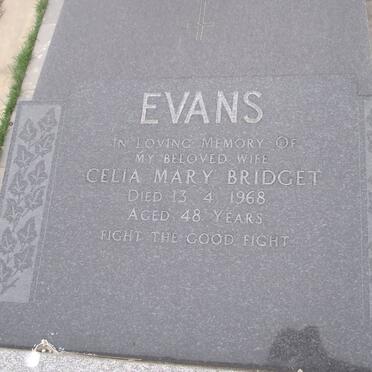 EVANS
IN LOVING MEMORY OF
MY BELOVED WIFE
CELIA MARY BRIDGET
DIED 13 4 1968
AGED 48 YEARS
FIGHT THE GOOD FIGHT